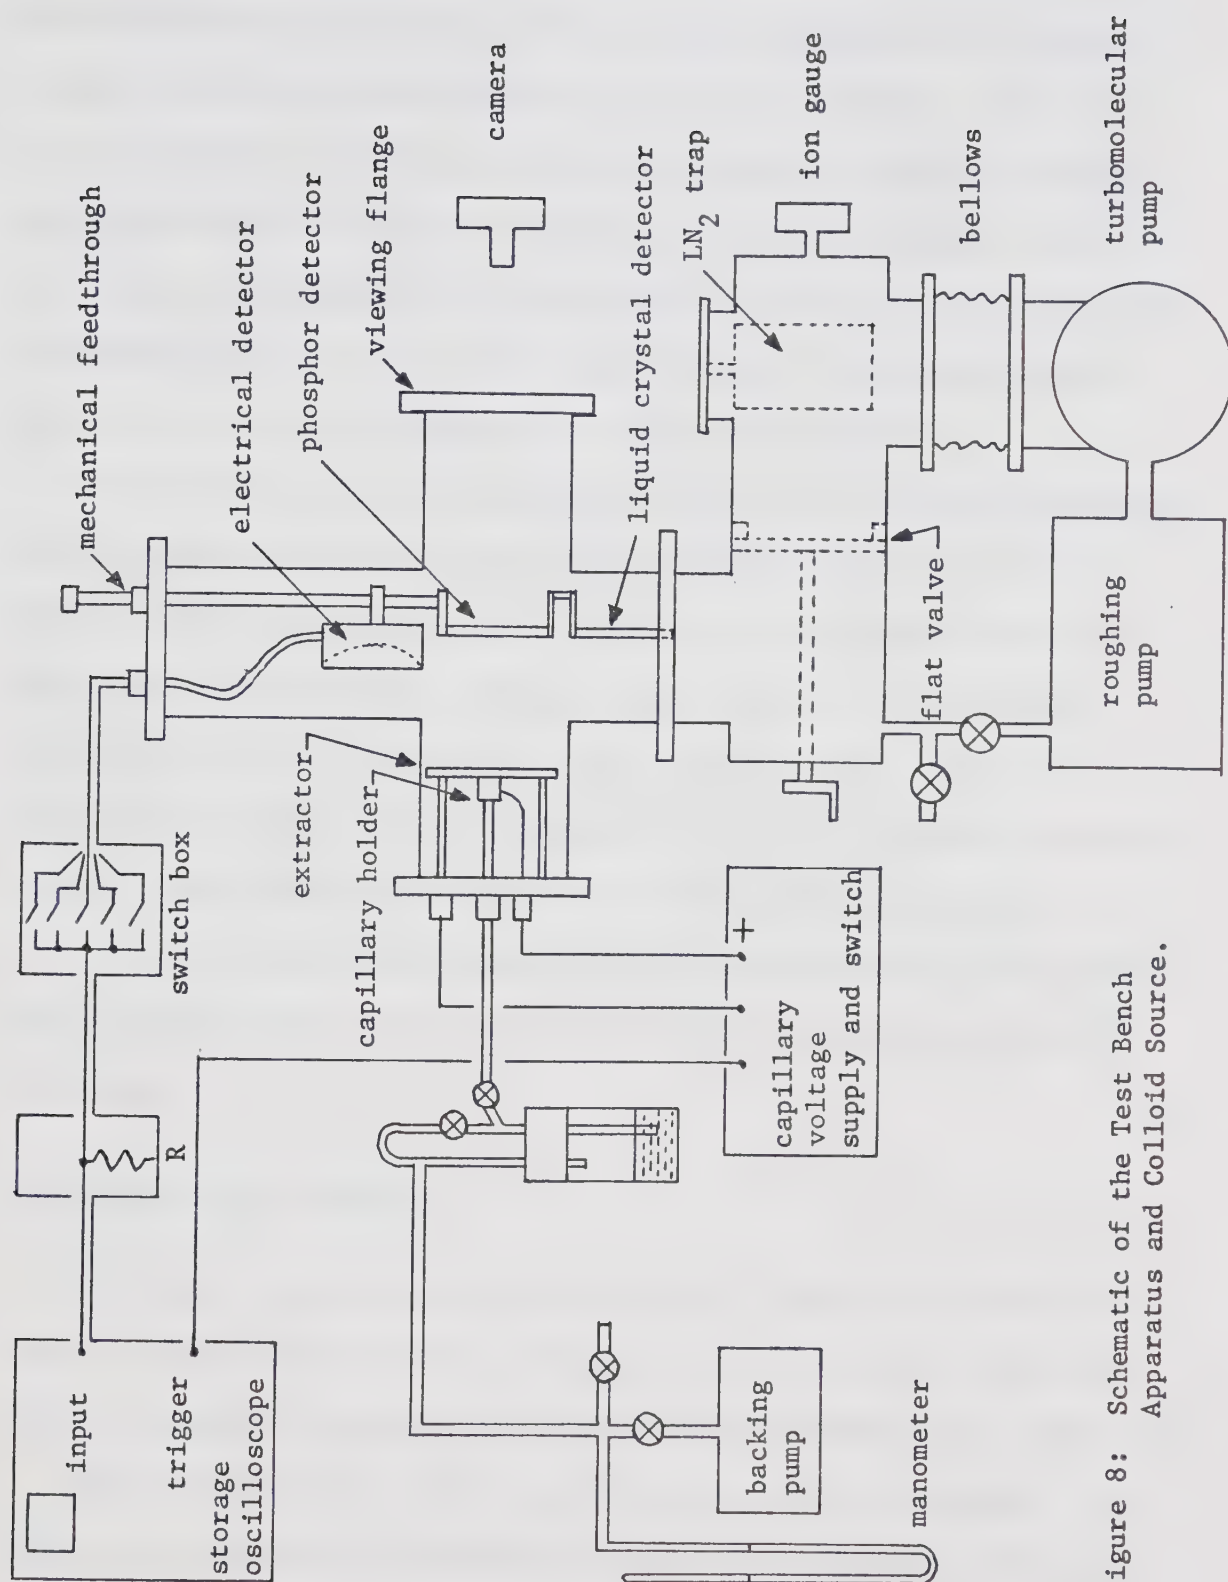 input
trigger
storage
oscilloscope
R
switch box
mechanical feedthrough
electrical detector
phosphor detector
viewing flange
camera
extractor
capillary holder
liquid crystal detector
LN2 trap
ion gauge
bellows
turbomolecular
pump
flat valve
roughing
pump
+
capillary
voltage
supply and switch
backing
pump
manometer
igure 8: Schematic of the Test Bench
Apparatus and Colloid Source.